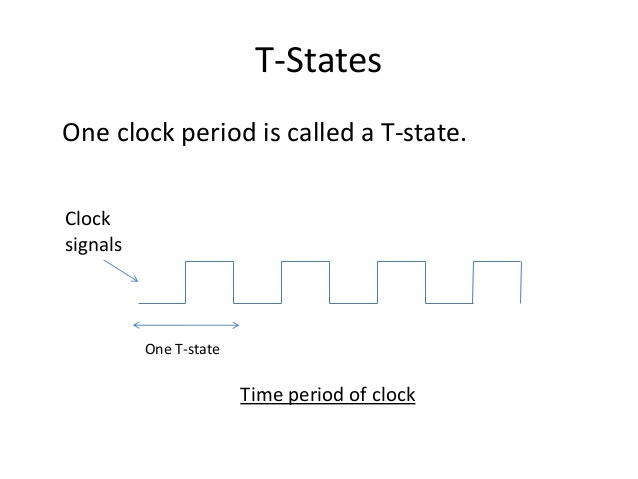 T-States
One clock period is called a T-state.
Clock
signals
One T-state
Time period of clock